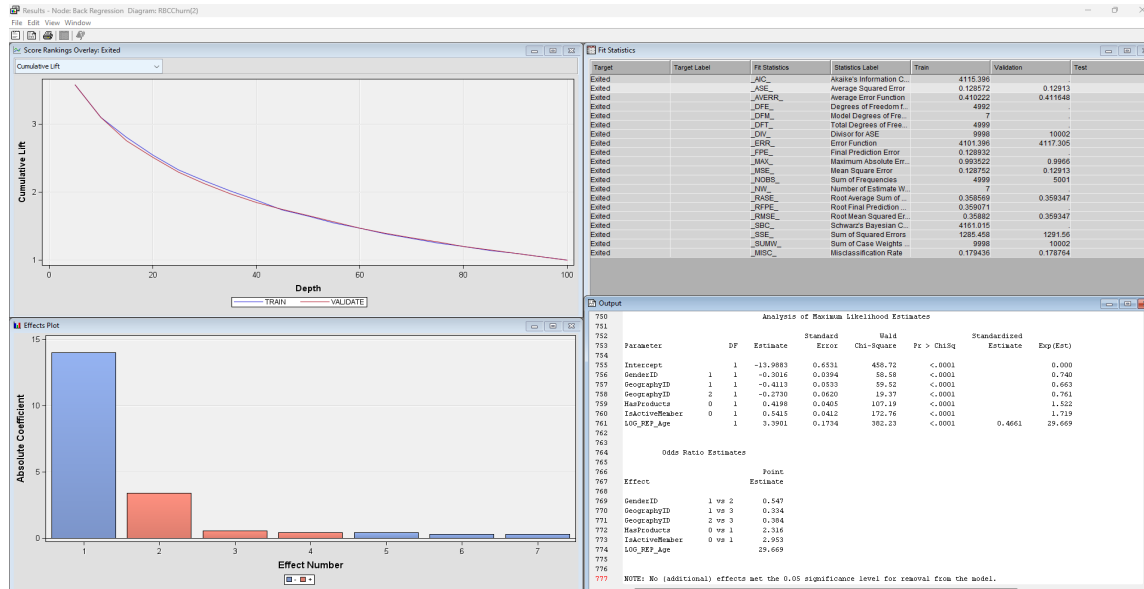 Results - Node: Back Regression Diagram: RBCChurn(2)
File Edit View Window
Score Rankings Overlay: Exited
Cumulative Lift
Cumulative Lift
3
2
1
0 20 40 60 80 100
Depth
TRAIN VALIDATE
Effects Plot
15
10
5
0
Absolute Coefficient
1 2 3 4 5 6 7
Effect Number
- +
Fit Statistics
Target Target Label Fit Statistics Statistics Label Train Validation Test
Exited _AIC_ Akaike's Information C... 4115.396 .
Exited _ASE_ Average Squared Error 0.128572 0.12913
Exited _AVERR_ Average Error Function 0.410222 0.411648
Exited _DFE_ Degrees of Freedom f... 4992 .
Exited _DFM_ Model Degrees of Fre... 7 .
Exited _DFT_ Total Degrees of Free... 4999 .
Exited _DIV_ Divisor for ASE 9998 10002
Exited _ERR_ Error Function 4101.396 4117.305
Exited _FPE_ Final Prediction Error 0.128932 .
Exited _MAX_ Maximum Absolute Err... 0.993522 0.9966
Exited _MSE_ Mean Square Error 0.128752 0.12913
Exited _NOBS_ Sum of Frequencies 4999 5001
Exited _NW_ Number of Estimate W... 7 .
Exited _RASE_ Root Average Sum of ... 0.358569 0.359347
Exited _RFPE_ Root Final Prediction ... 0.359071 .
Exited _RMSE_ Root Mean Squared Er... 0.35882 0.359347
Exited _SBC_ Schwarz's Bayesian C... 4161.015 .
Exited _SSE_ Sum of Squared Errors 1285.458 1291.56
Exited _SUMW_ Sum of Case Weights ... 9998 10002
Exited _MISC_ Misclassification Rate 0.179436 0.178764
Output
750 Analysis of Maximum Likelihood Estimates
751
752 Standard Wald Standardized
753 Parameter DF Estimate Error Chi-Square Pr > ChiSq Estimate Exp(Est)
754
755 Intercept 1 -13.9883 0.6531 458.72 <.0001 0.000
756 GenderID 1 1 -0.3016 0.0394 58.58 <.0001 0.740
757 GeographyID 1 1 -0.4113 0.0533 59.52 <.0001 0.663
758 GeographyID 2 1 -0.2730 0.0620 19.37 <.0001 0.761
759 HasProducts 0 1 0.4198 0.0405 107.19 <.0001 1.522
760 IsActiveMember 0 1 0.5415 0.0412 172.76 <.0001 1.719
761 LOG_REP_Age 1 3.3901 0.1734 382.23 <.0001 0.4661 29.669
762
763
764 Odds Ratio Estimates
765
766 Point
767 Effect Estimate
768
769 GenderID 1 vs 2 0.547
770 GeographyID 1 vs 3 0.334
771 GeographyID 2 vs 3 0.384
772 HasProducts 0 vs 1 2.316
773 IsActiveMember 0 vs 1 2.953
774 LOG_REP_Age 29.669
775
776
777 NOTE: No (additional) effects met the 0.05 significance level for removal from the model.